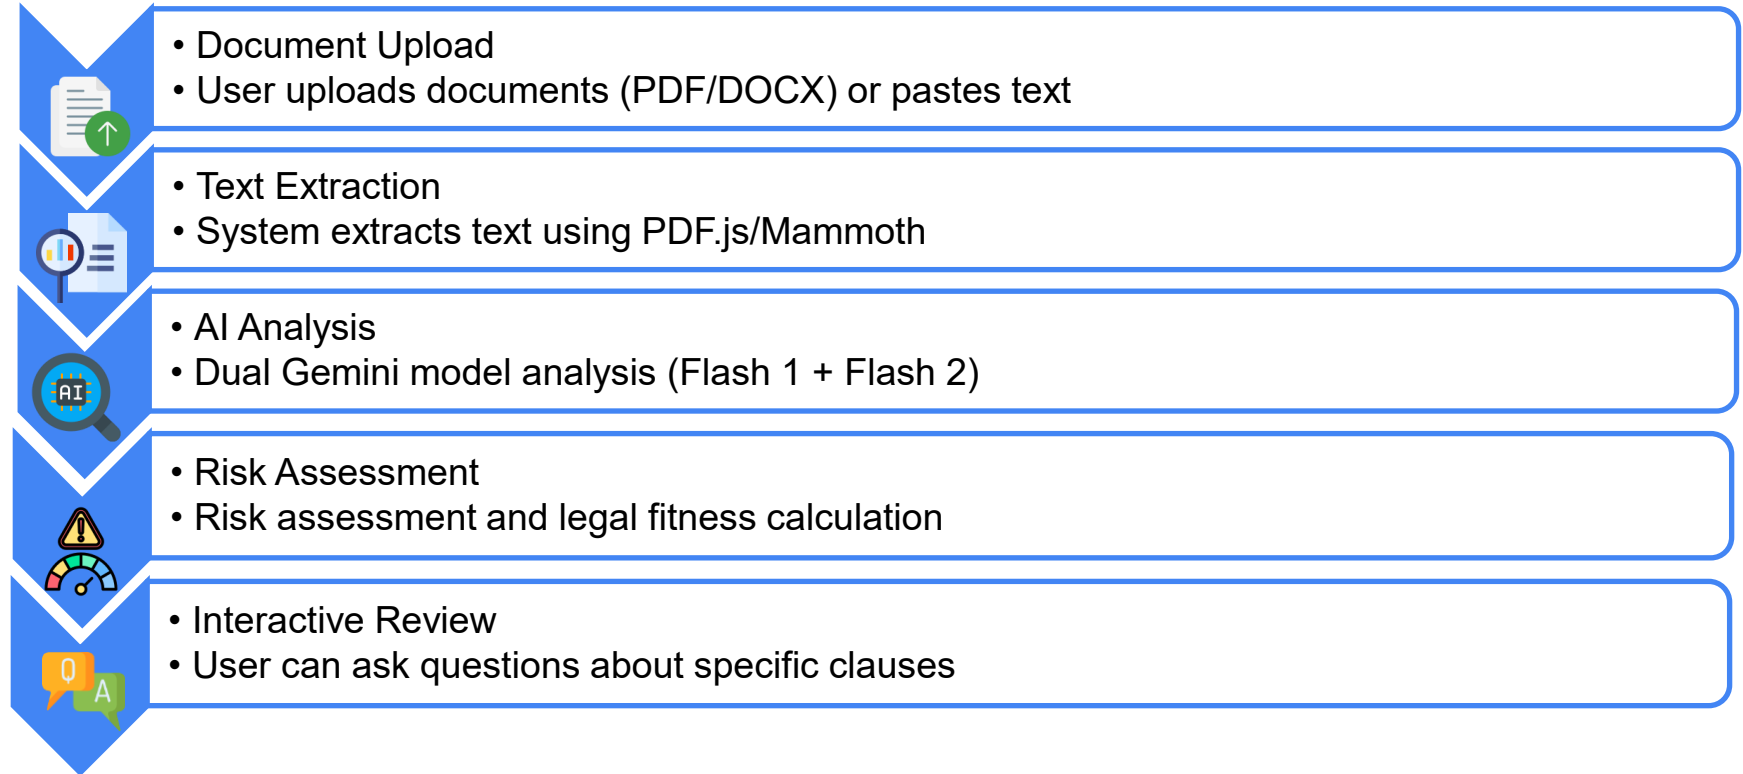 • Document Upload
• User uploads documents (PDF/DOCX) or pastes text
• Text Extraction
• System extracts text using PDF.js/Mammoth
• AI Analysis
• Dual Gemini model analysis (Flash 1 + Flash 2)
AI
• Risk Assessment
• Risk assessment and legal fitness calculation
• Interactive Review
• User can ask questions about specific clauses
Q
A